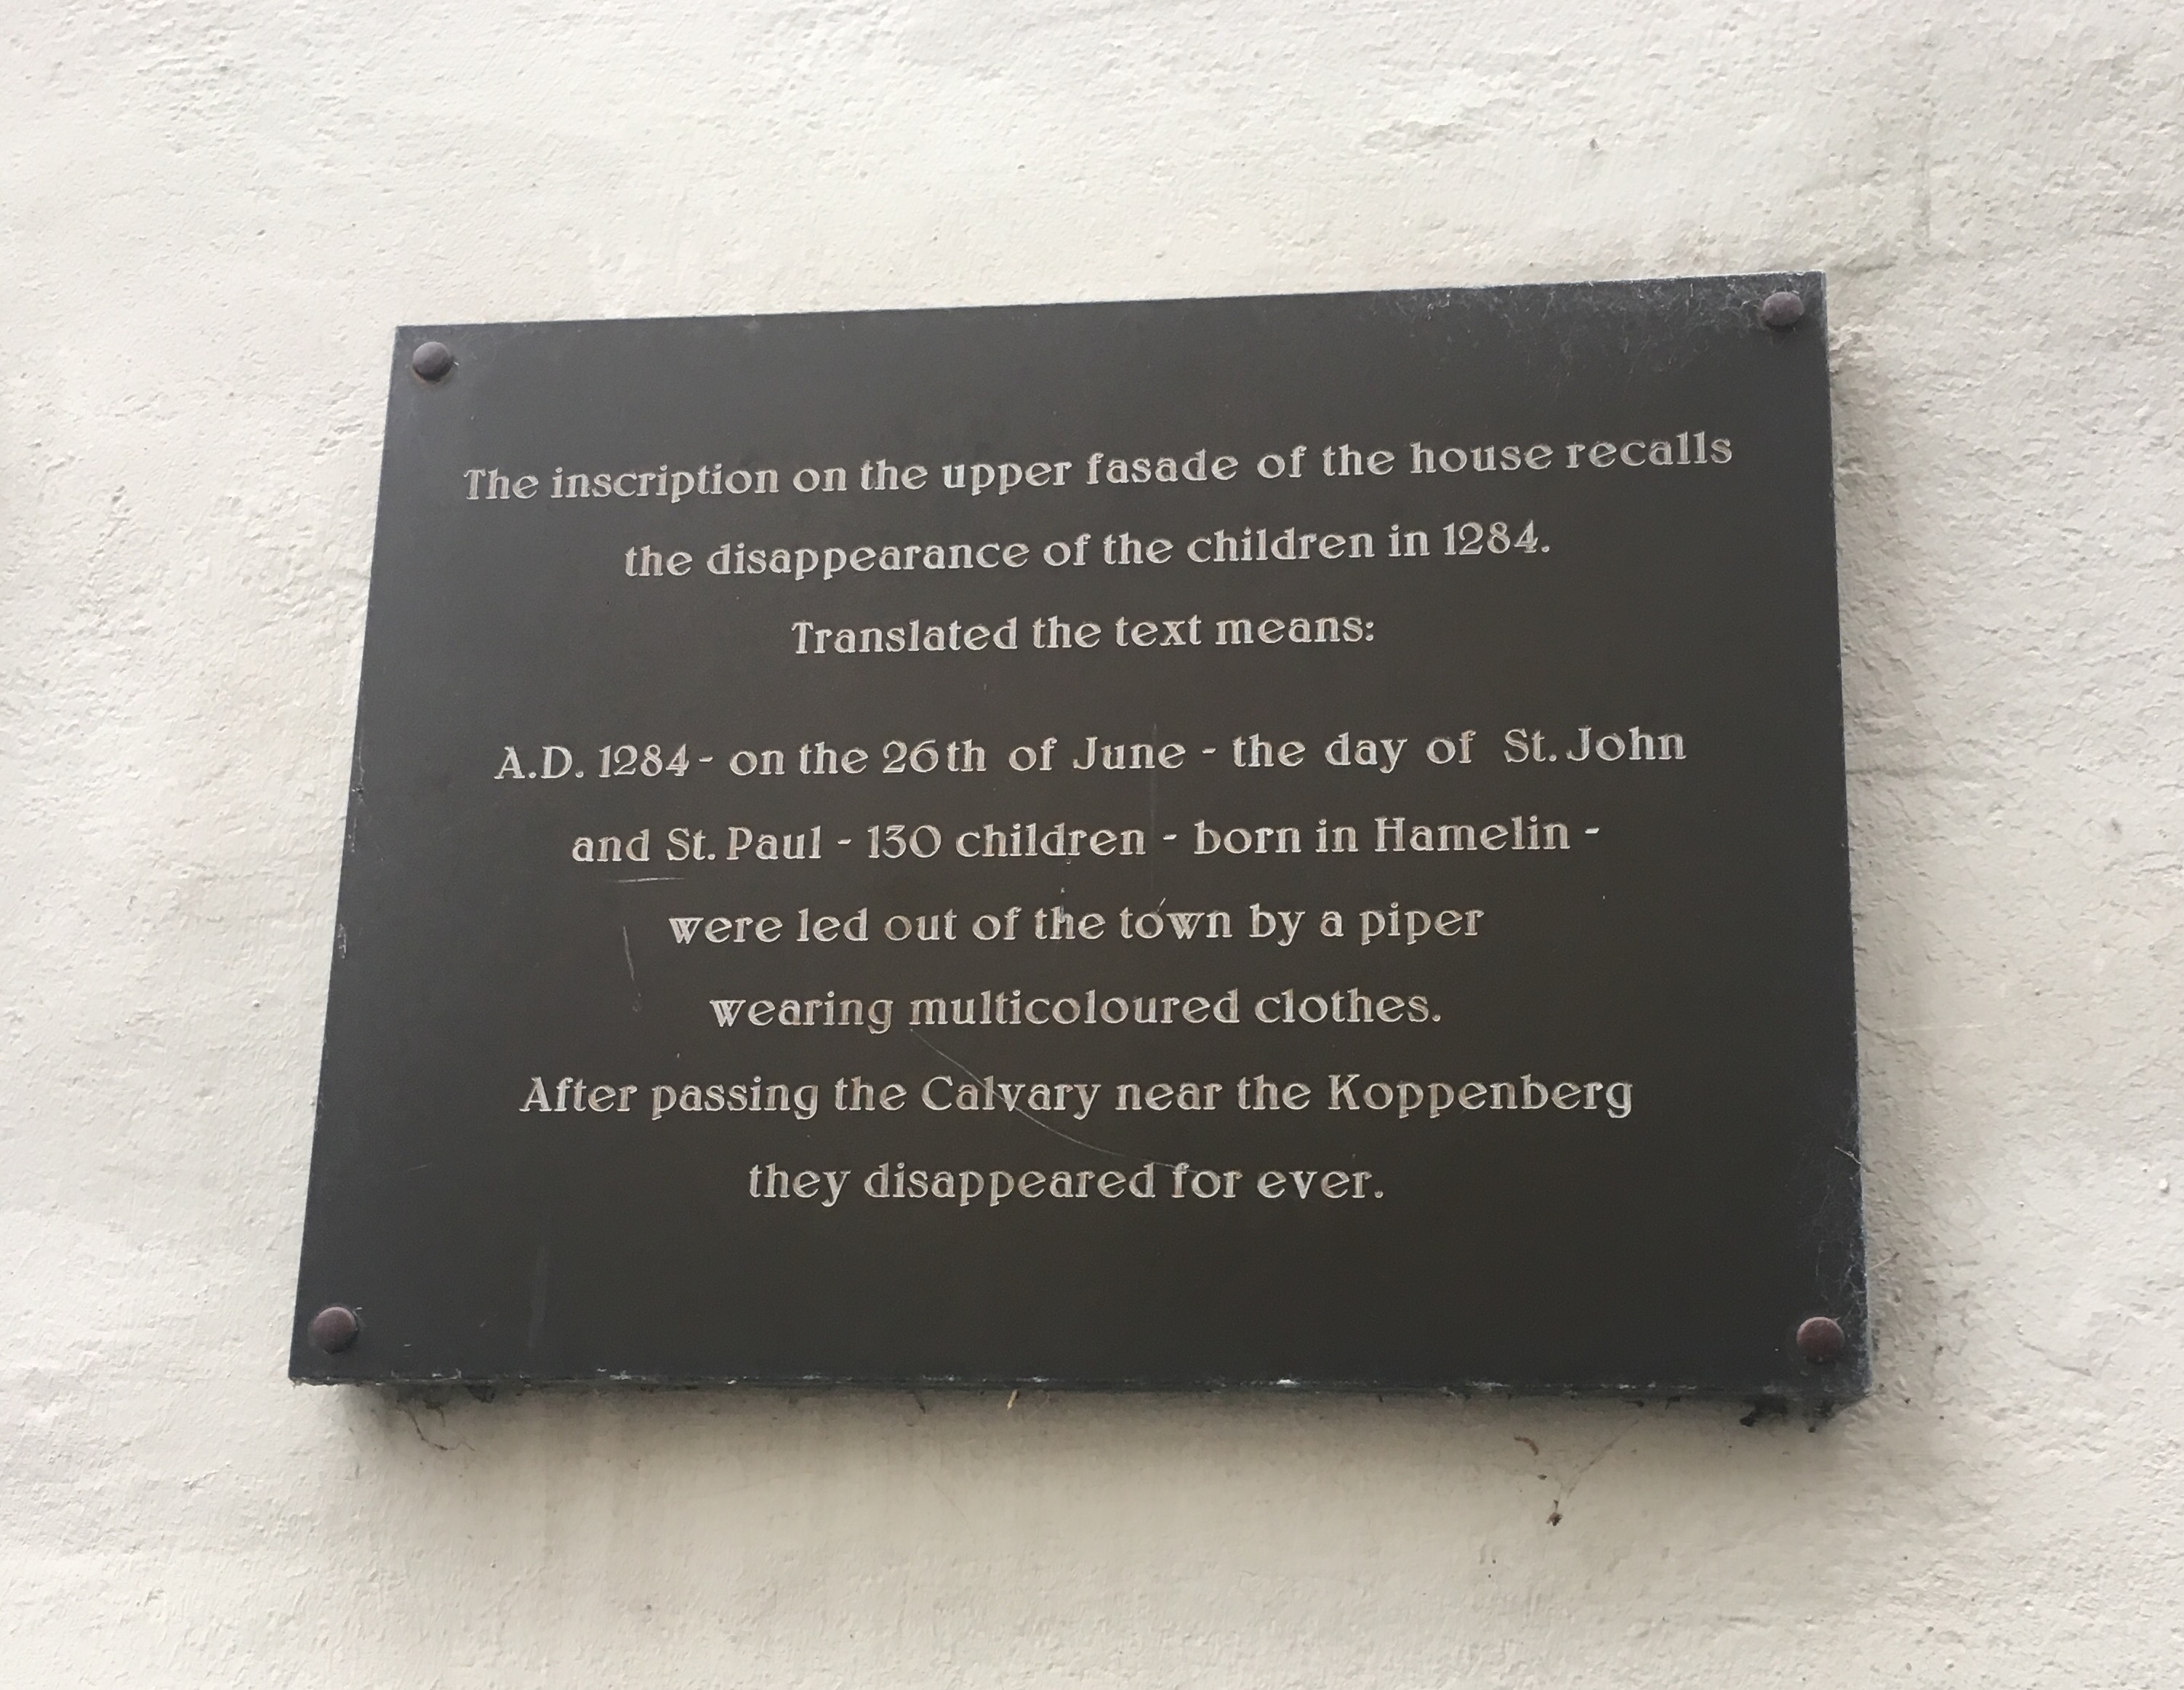 The inscription on the upper fasade of the house recalls
the disappearance of the children in 1284.
Translated the text means:
A.D. 1284 - on the 26th of June - the day of St. John
and St. Paul - 130 children - born in Hamelin -
were led out of the town by a piper
wearing multicoloured clothes.
After passing the Calvary near the Koppenberg
they disappeared for ever.